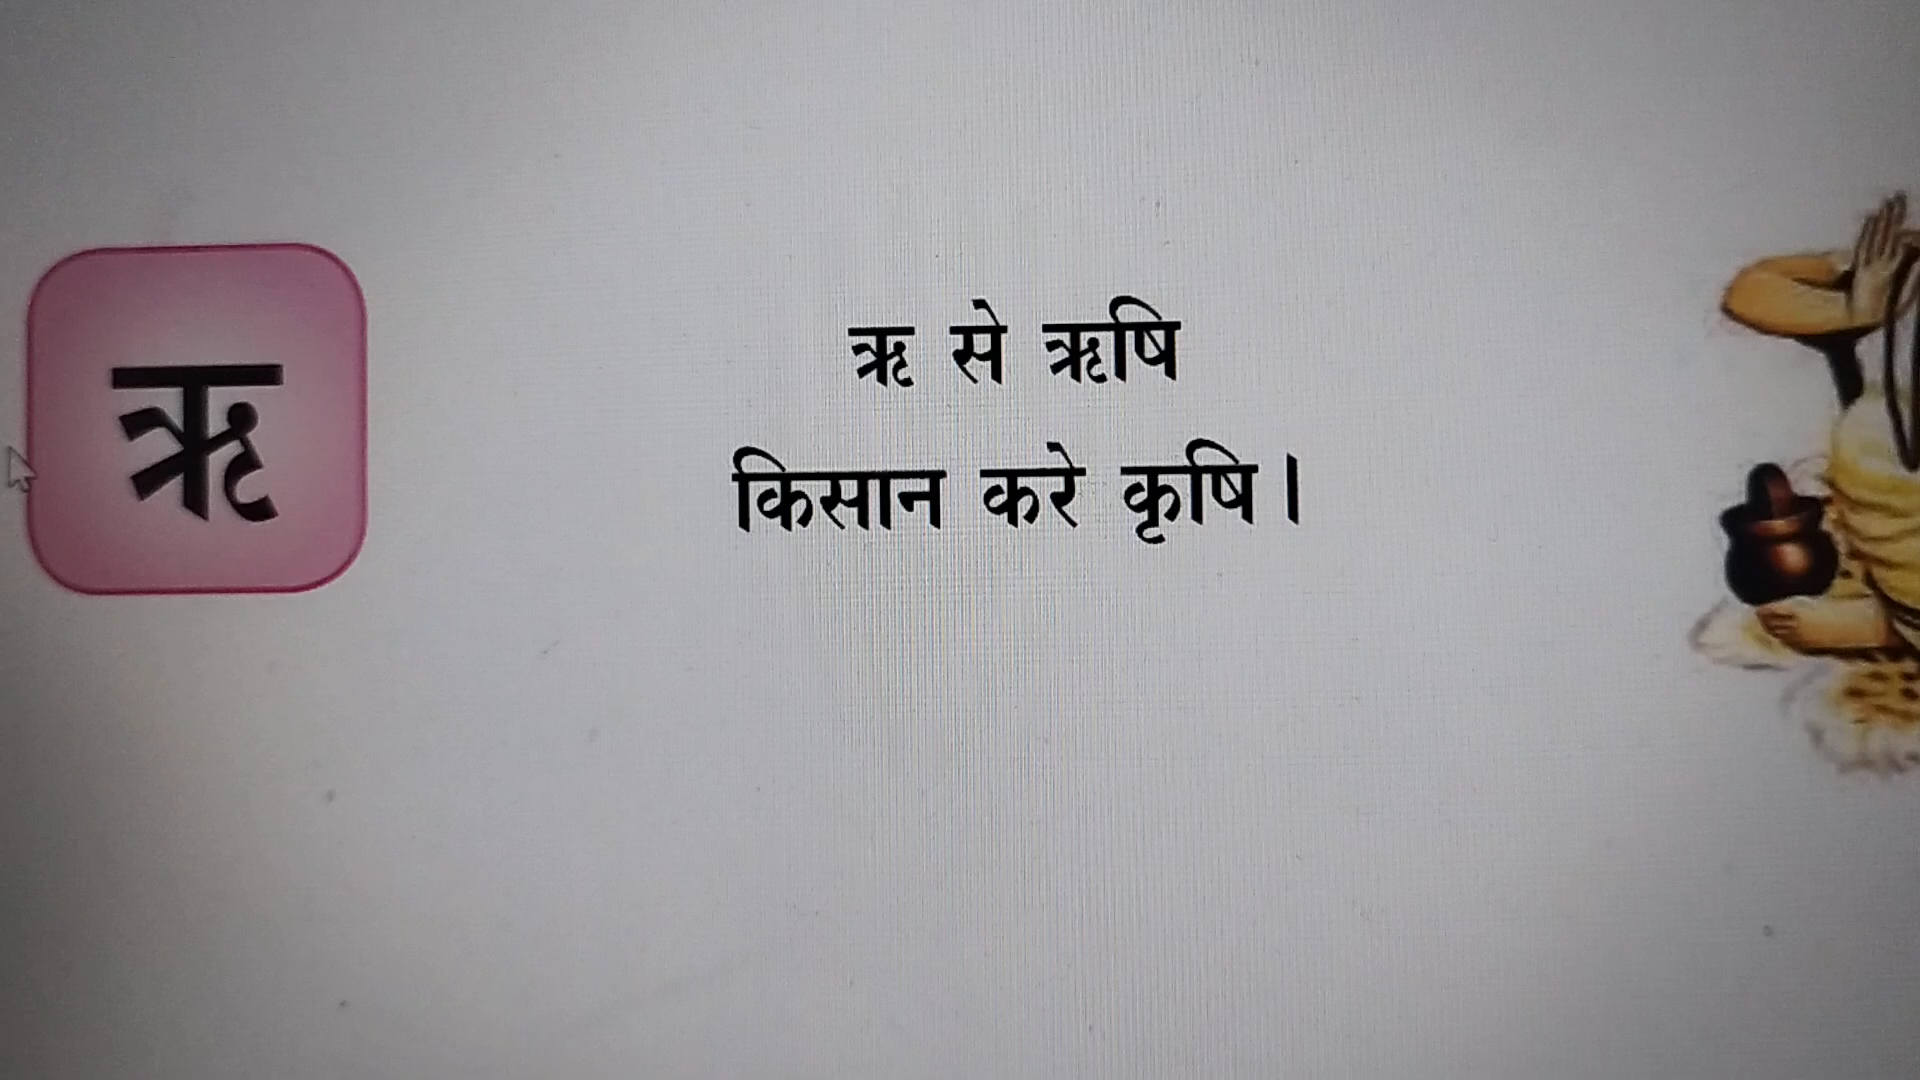 ऋ
ऋ से ऋषि
किसान करे कृषि।